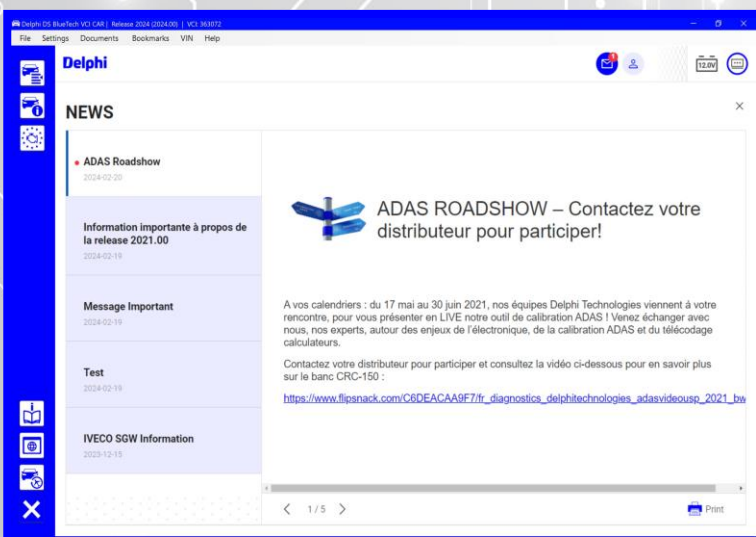 Delphi DS BlueTech VCI CAR | Release 2024 (2024.00) | VCI: 363072
File Settings Documents Bookmarks VIN Help
Delphi
1
12.0V
NEWS
ADAS Roadshow
2024-02-20
Information importante à propos de
la release 2021.00
2024-02-19
Message Important
2024-02-19
Test
2024-02-19
IVECO SGW Information
2023-12-15
ADAS ROADSHOW – Contactez votre
distributeur pour participer!
A vos calendriers : du 17 mai au 30 juin 2021, nos équipes Delphi Technologies viennent á votre
rencontre, pour vous présenter en LIVE notre outil de calibration ADAS ! Venez échanger avec
nous, nos experts, autour des enjeux de l'électronique, de la calibration ADAS et du télécodage
calculateurs.
Contactez votre distributeur pour participer et consultez la vidéo ci-dessous pour en savoir plus
sur le banc CRC-150 :
https://www.flipsnack.com/C6DEACAA9F7/fr_diagnostics_delphitechnologies_adasvideousp_2021_bw
1 / 5
Print